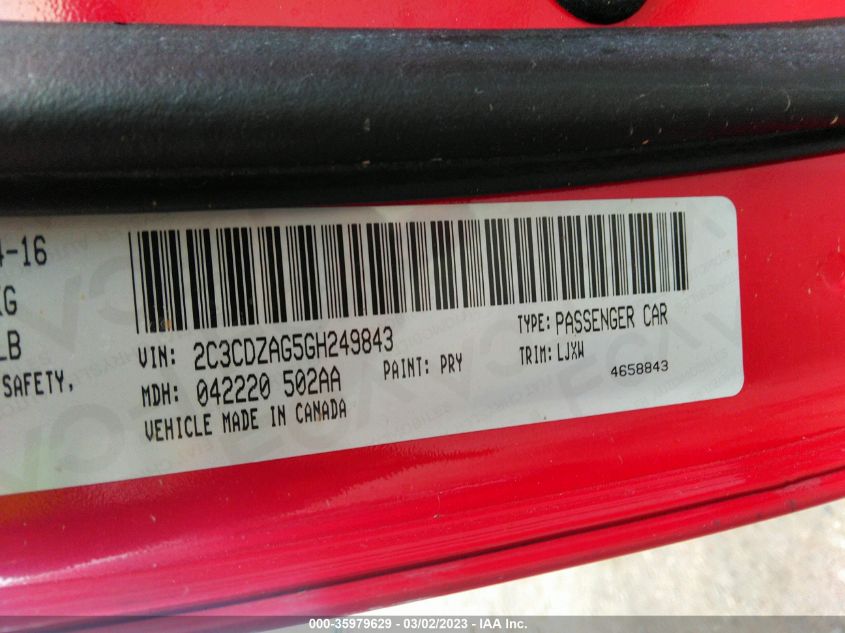 4-16
KG
LB
SAFETY,
VIN: 2C3CDZAG5GH249843
TYPE: PASSENGER CAR
MDH: 042220 502AA
PAINT: PRY
TRIM: LJXW
4658843
VEHICLE MADE IN CANADA
000-35979629 - 03/02/2023 - IAA Inc.